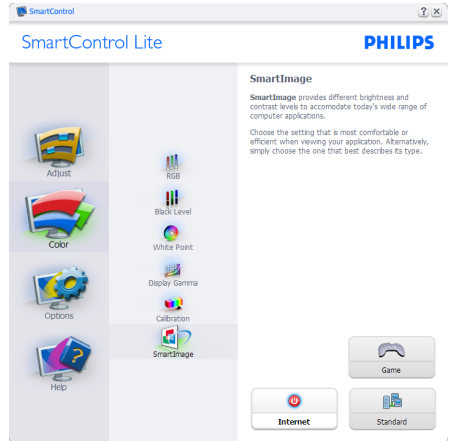 SmartControl
SmartControl Lite
PHILIPS
Adjust
Color
Options
Help
RGB
Black Level
White Point
Display Gamma
Calibration
SmartImage
SmartImage
SmartImage provides different brightness and
contrast levels to accomodate today's wide range of
computer applications.
Choose the setting that is most comfortable or
efficient when viewing your application. Alternatively,
simply choose the one that best describes its type.
Game
Internet
Standard